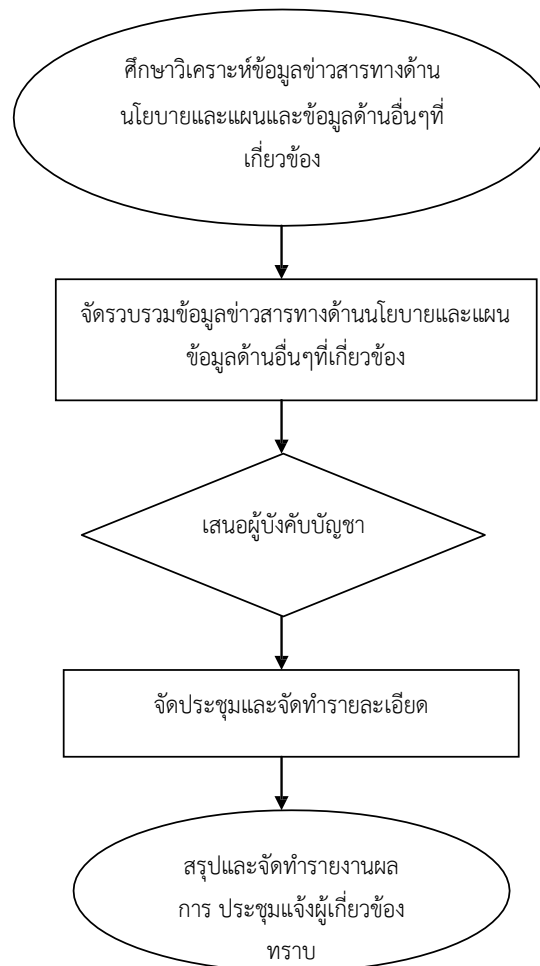 ศึกษาวิเคราะห์ข้อมูลข่าวสารทางด้าน
นโยบายและแผนและข้อมูลด้านอื่นๆที่
เกี่ยวข้อง
จัดรวบรวมข้อมูลข่าวสารทางด้านนโยบายและแผน
ข้อมูลด้านอื่นๆที่เกี่ยวข้อง
เสนอผู้บังคับบัญชา
จัดประชุมและจัดทำรายละเอียด
สรุปและจัดทำรายงานผล
การ ประชุมแจ้งผู้เกี่ยวข้อง
ทราบ